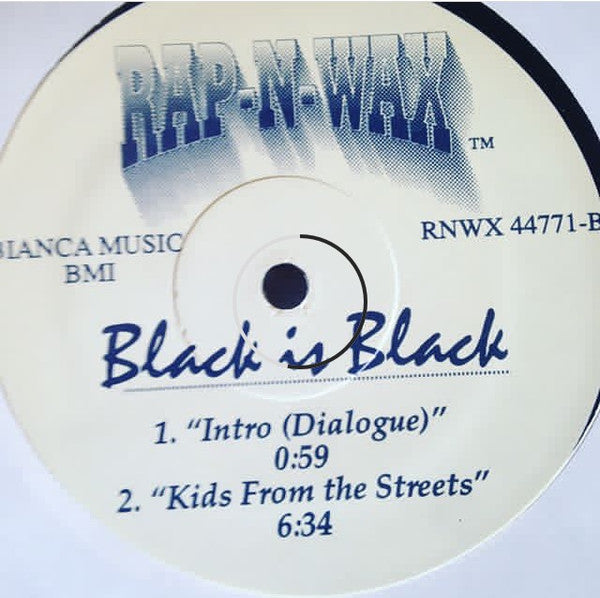 RAP-N-WAX
TM
BIANCA MUSIC
BMI
RNWX 44771-B
Black is Black
1. "Intro (Dialogue)"
0:59
2. "Kids From the Streets"
6:34